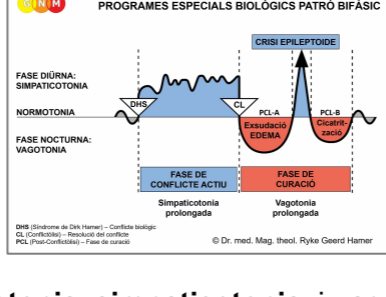 GNM
PROGRAMES ESPECIALS BIOLÒGICS PATRÓ BIFÀSIC
CRISI EPILEPTOIDE
FASE DIÜRNA:
SIMPATICOTONIA
DHS
CL
PCL-A
PCL-B
NORMOTONIA
Exsudació
EDEMA
Cicatrit-
zació
FASE NOCTURNA:
VAGOTONIA
FASE DE
CONFLICTE ACTIU
FASE DE
CURACIÓ
Simpaticotonia
prolongada
Vagotonia
prolongada
DHS (Síndrome de Dirk Hamer) – Conflicte biològic
CL (Conflictòlisi) – Resolució del conflicte
PCL (Post-Conflictòlisi) – Fase de curació
© Dr. med. Mag. theol. Ryke Geerd Hamer